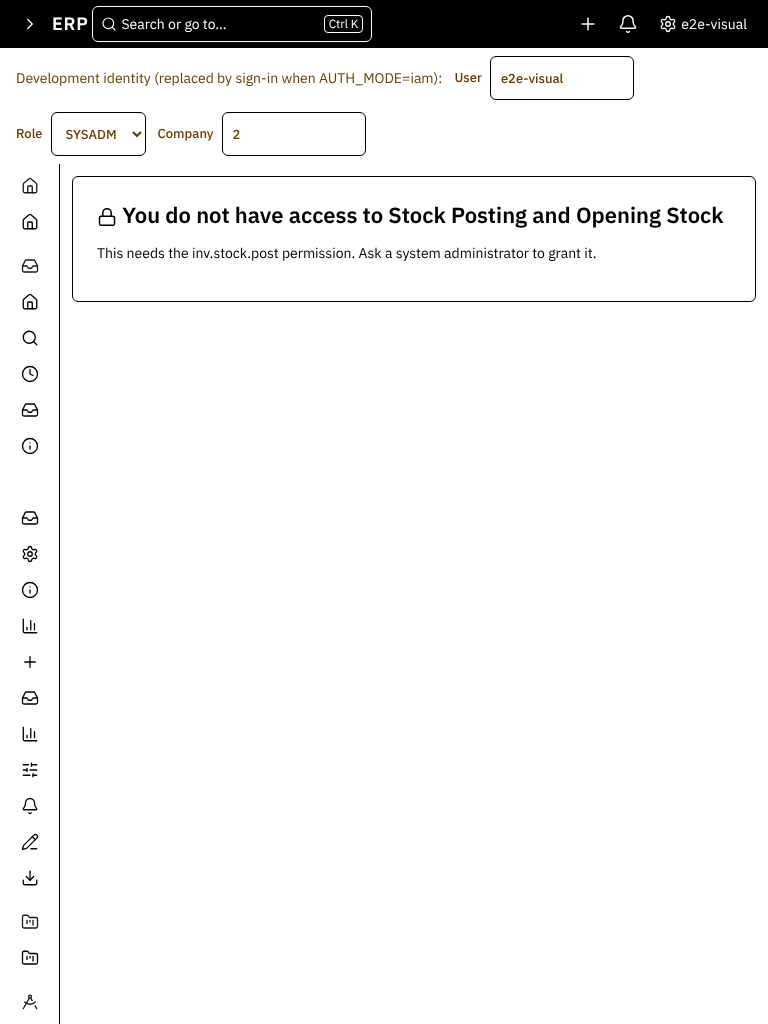 ERP
Search or go to...
Ctrl K
e2e-visual
Development identity (replaced by sign-in when AUTH_MODE=iam):
User
e2e-visual
Role
SYSADM
Company
2
You do not have access to Stock Posting and Opening Stock
This needs the inv.stock.post permission. Ask a system administrator to grant it.